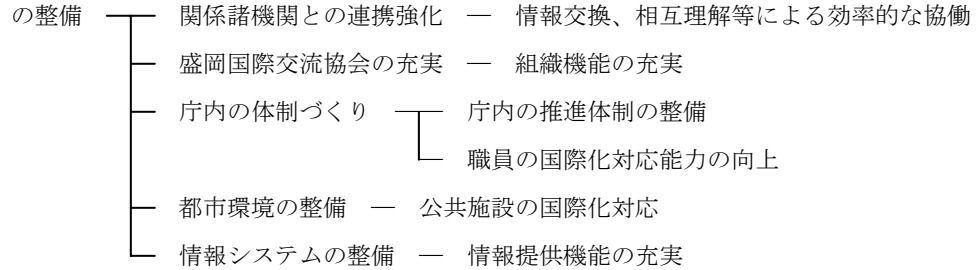 の整備 関係諸機関との連携強化 ― 情報交換、相互理解等による効率的な協働
盛岡国際交流協会の充実 ― 組織機能の充実
庁内の体制づくり 庁内の推進体制の整備
職員の国際化対応能力の向上
都市環境の整備 ― 公共施設の国際化対応
情報システムの整備 ― 情報提供機能の充実